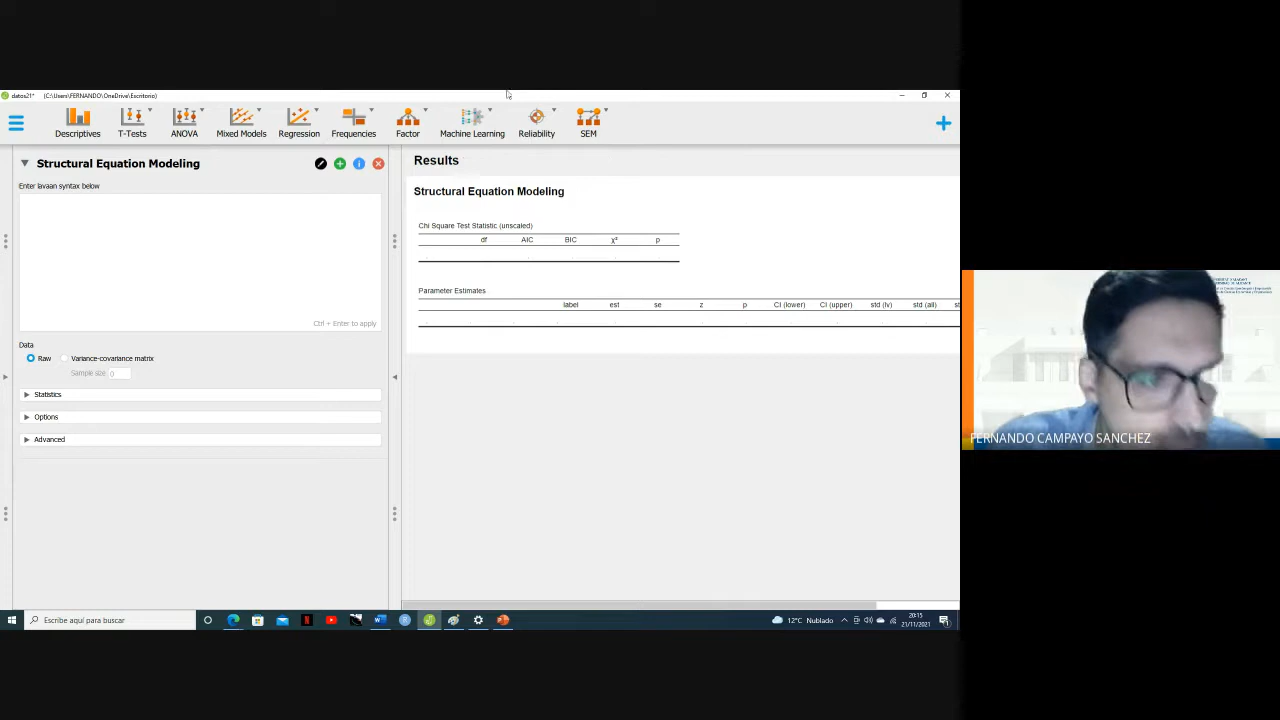 datos21* (C:\Users\FERNANDO\OneDrive\Escritorio)
Descriptives T-Tests ANOVA Mixed Models Regression Frequencies Factor Machine Learning Reliability SEM
Structural Equation Modeling
Enter lavaan syntax below
Ctrl + Enter to apply
Data
Raw Variance-covariance matrix
Sample size 0
Statistics
Options
Advanced
Results
Structural Equation Modeling
Chi Square Test Statistic (unscaled)
df AIC BIC χ² p
Parameter Estimates
label est se z p CI (lower) CI (upper) std (lv) std (all) st
FERNANDO CAMPAYO SANCHEZ
Escribe aquí para buscar
12°C Nublado
20:15
21/11/2021